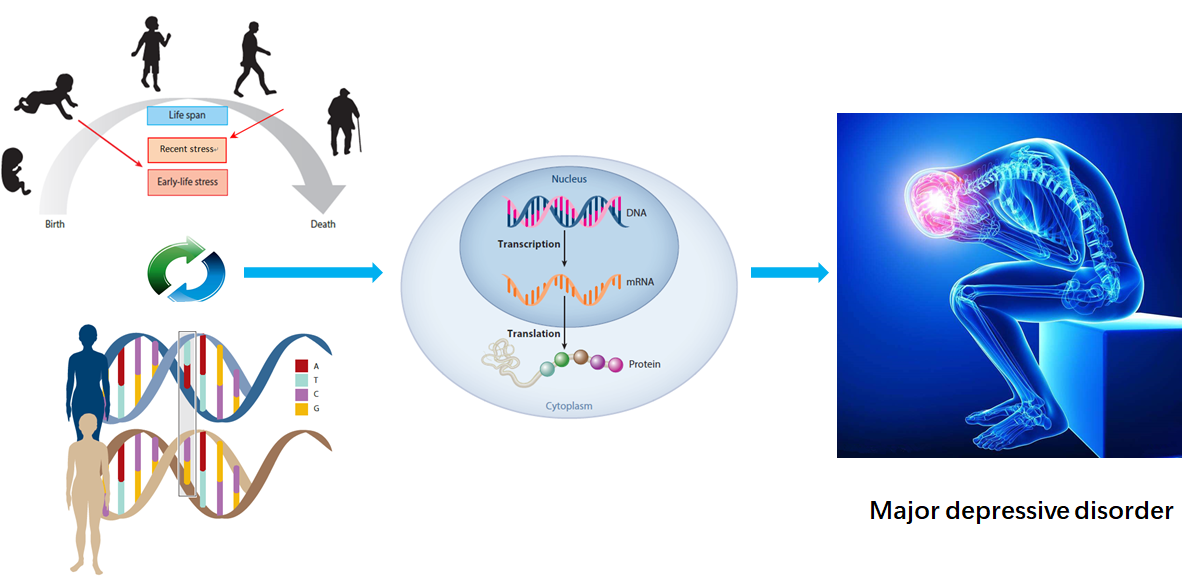 Life span
Recent stress
Early-life stress
Birth
Death
A
T
C
G
Nucleus
DNA
Transcription
mRNA
Translation
Protein
Cytoplasm
Major depressive disorder